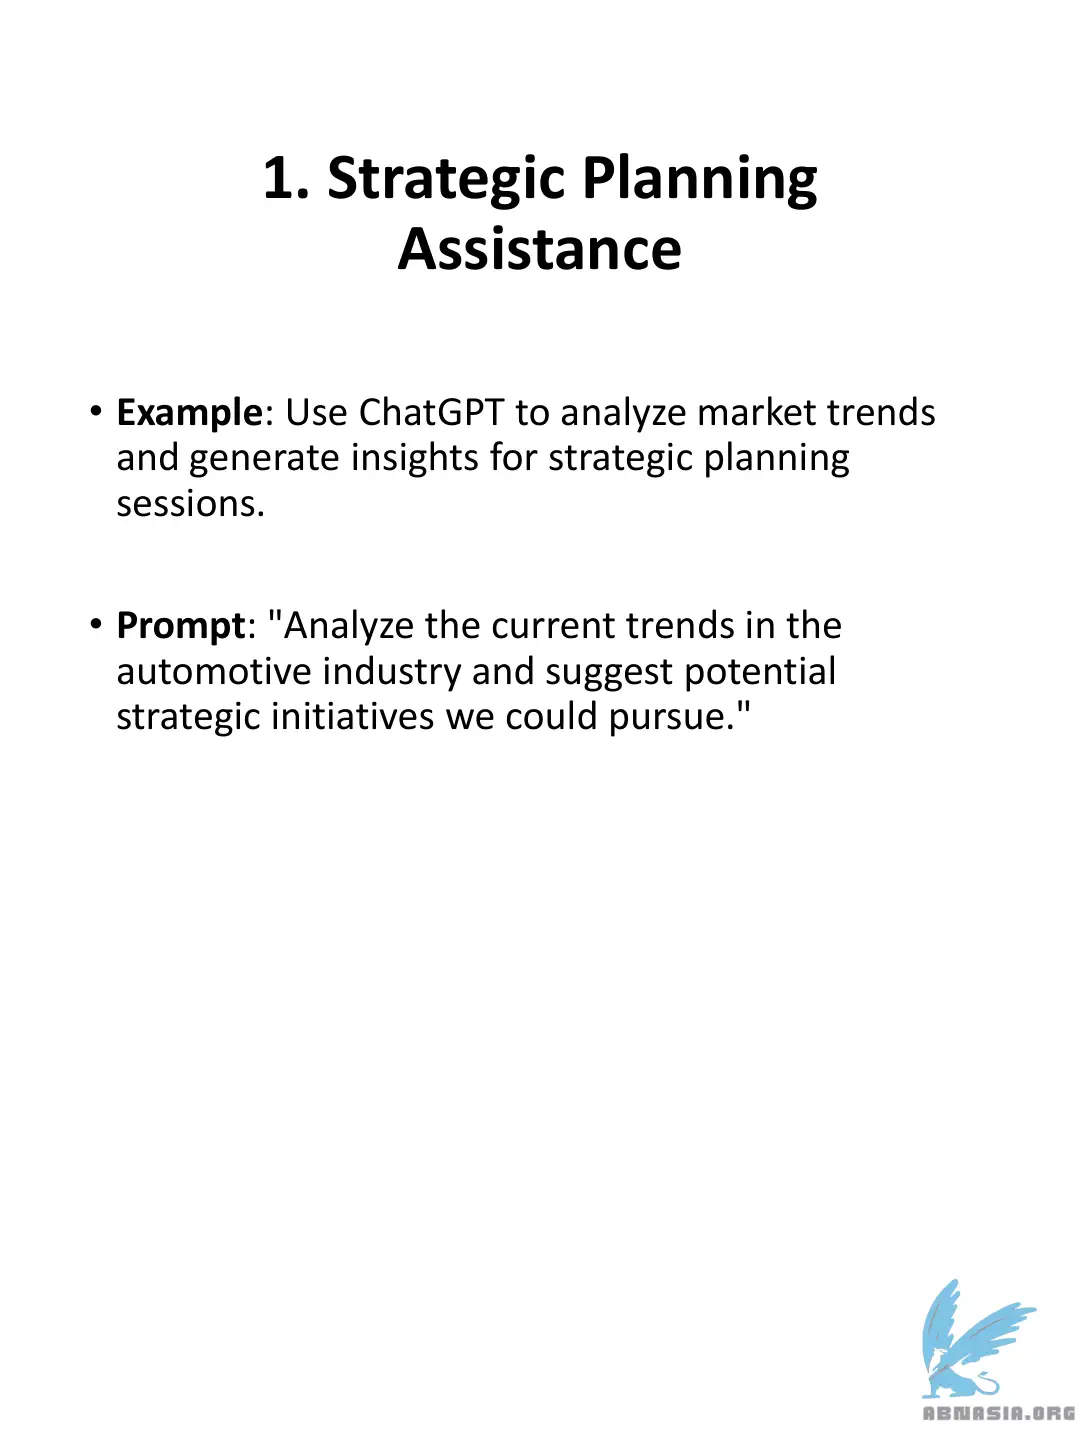 1. Strategic Planning
Assistance
• Example: Use ChatGPT to analyze market trends
and generate insights for strategic planning
sessions.
• Prompt: "Analyze the current trends in the
automotive industry and suggest potential
strategic initiatives we could pursue."
ABNASIA.ORG